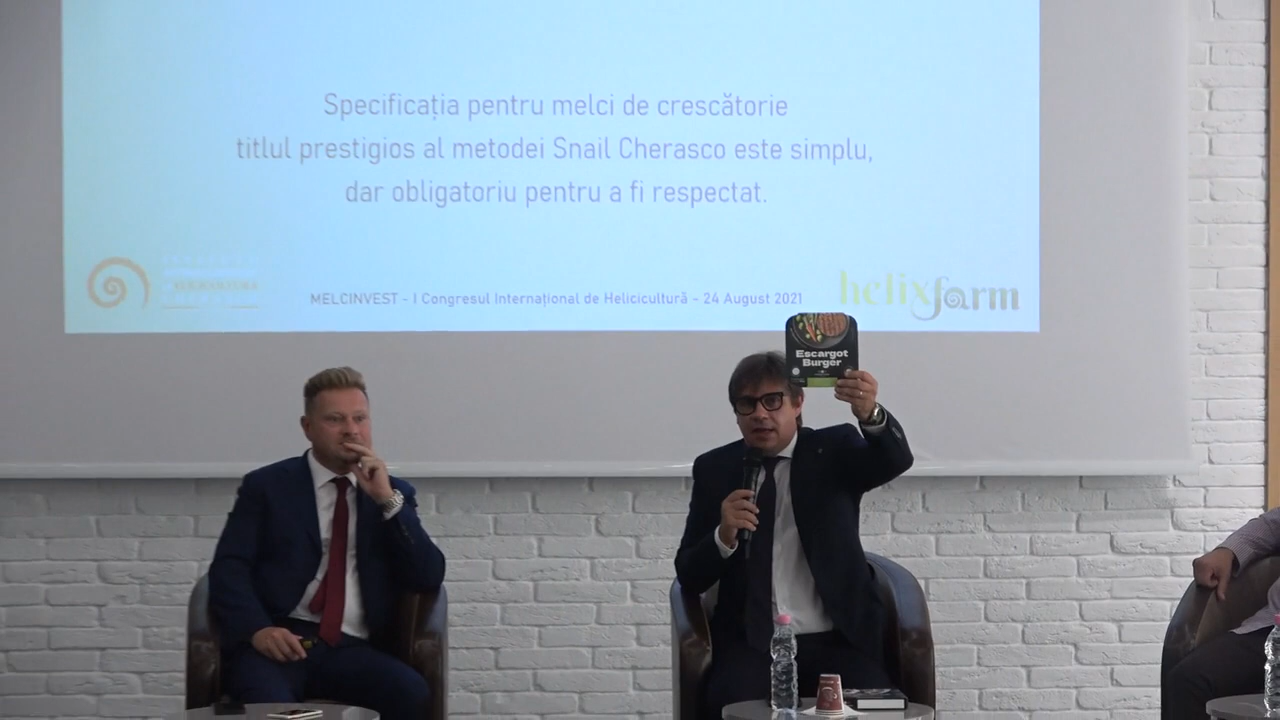 Specificația pentru melci de crescătorie
titlul prestigios al metodei Snail Cherasco este simplu,
dar obligatoriu pentru a fi respectat.
MELCINVEST - I Congresul Internațional de Helicicultură - 24 August 2021
helixfarm
Escargot
Burger